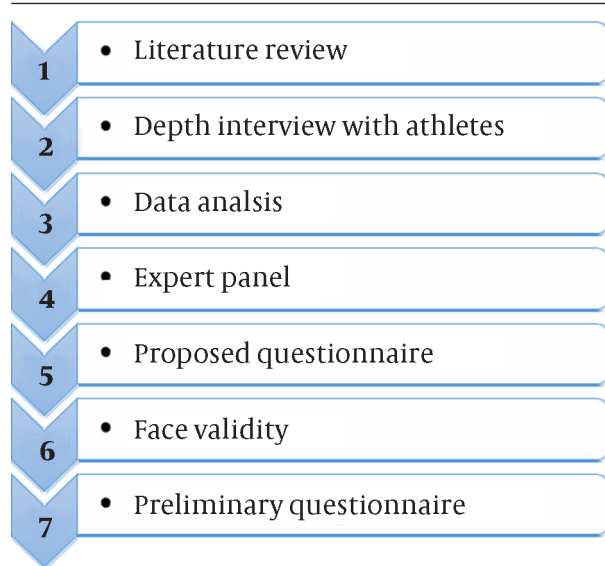 1 • Literature review
2 • Depth interview with athletes
3 • Data analsis
4 • Expert panel
5 • Proposed questionnaire
6 • Face validity
7 • Preliminary questionnaire